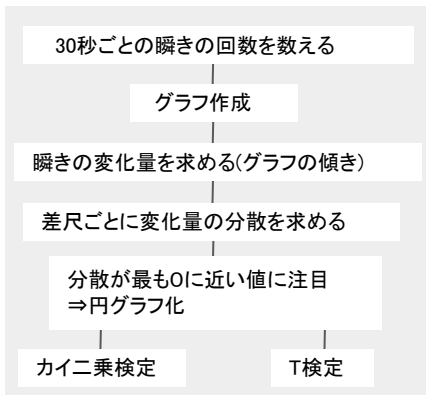 30秒ごとの瞬きの回数を数える
グラフ作成
瞬きの変化量を求める(グラフの傾き)
差尺ごとに変化量の分散を求める
分散が最も0に近い値に注目
⇒円グラフ化
カイ二乗検定
T検定